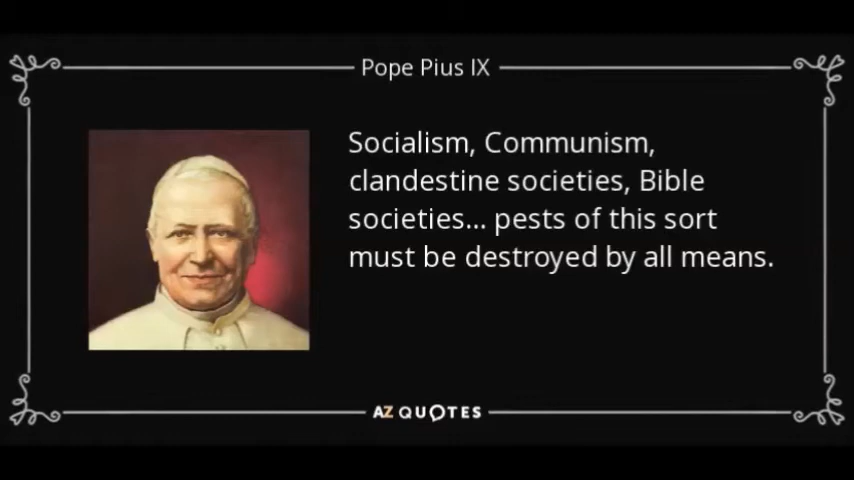 Pope Pius IX
Socialism, Communism,
clandestine societies, Bible
societies... pests of this sort
must be destroyed by all means.
AZ QUOTES